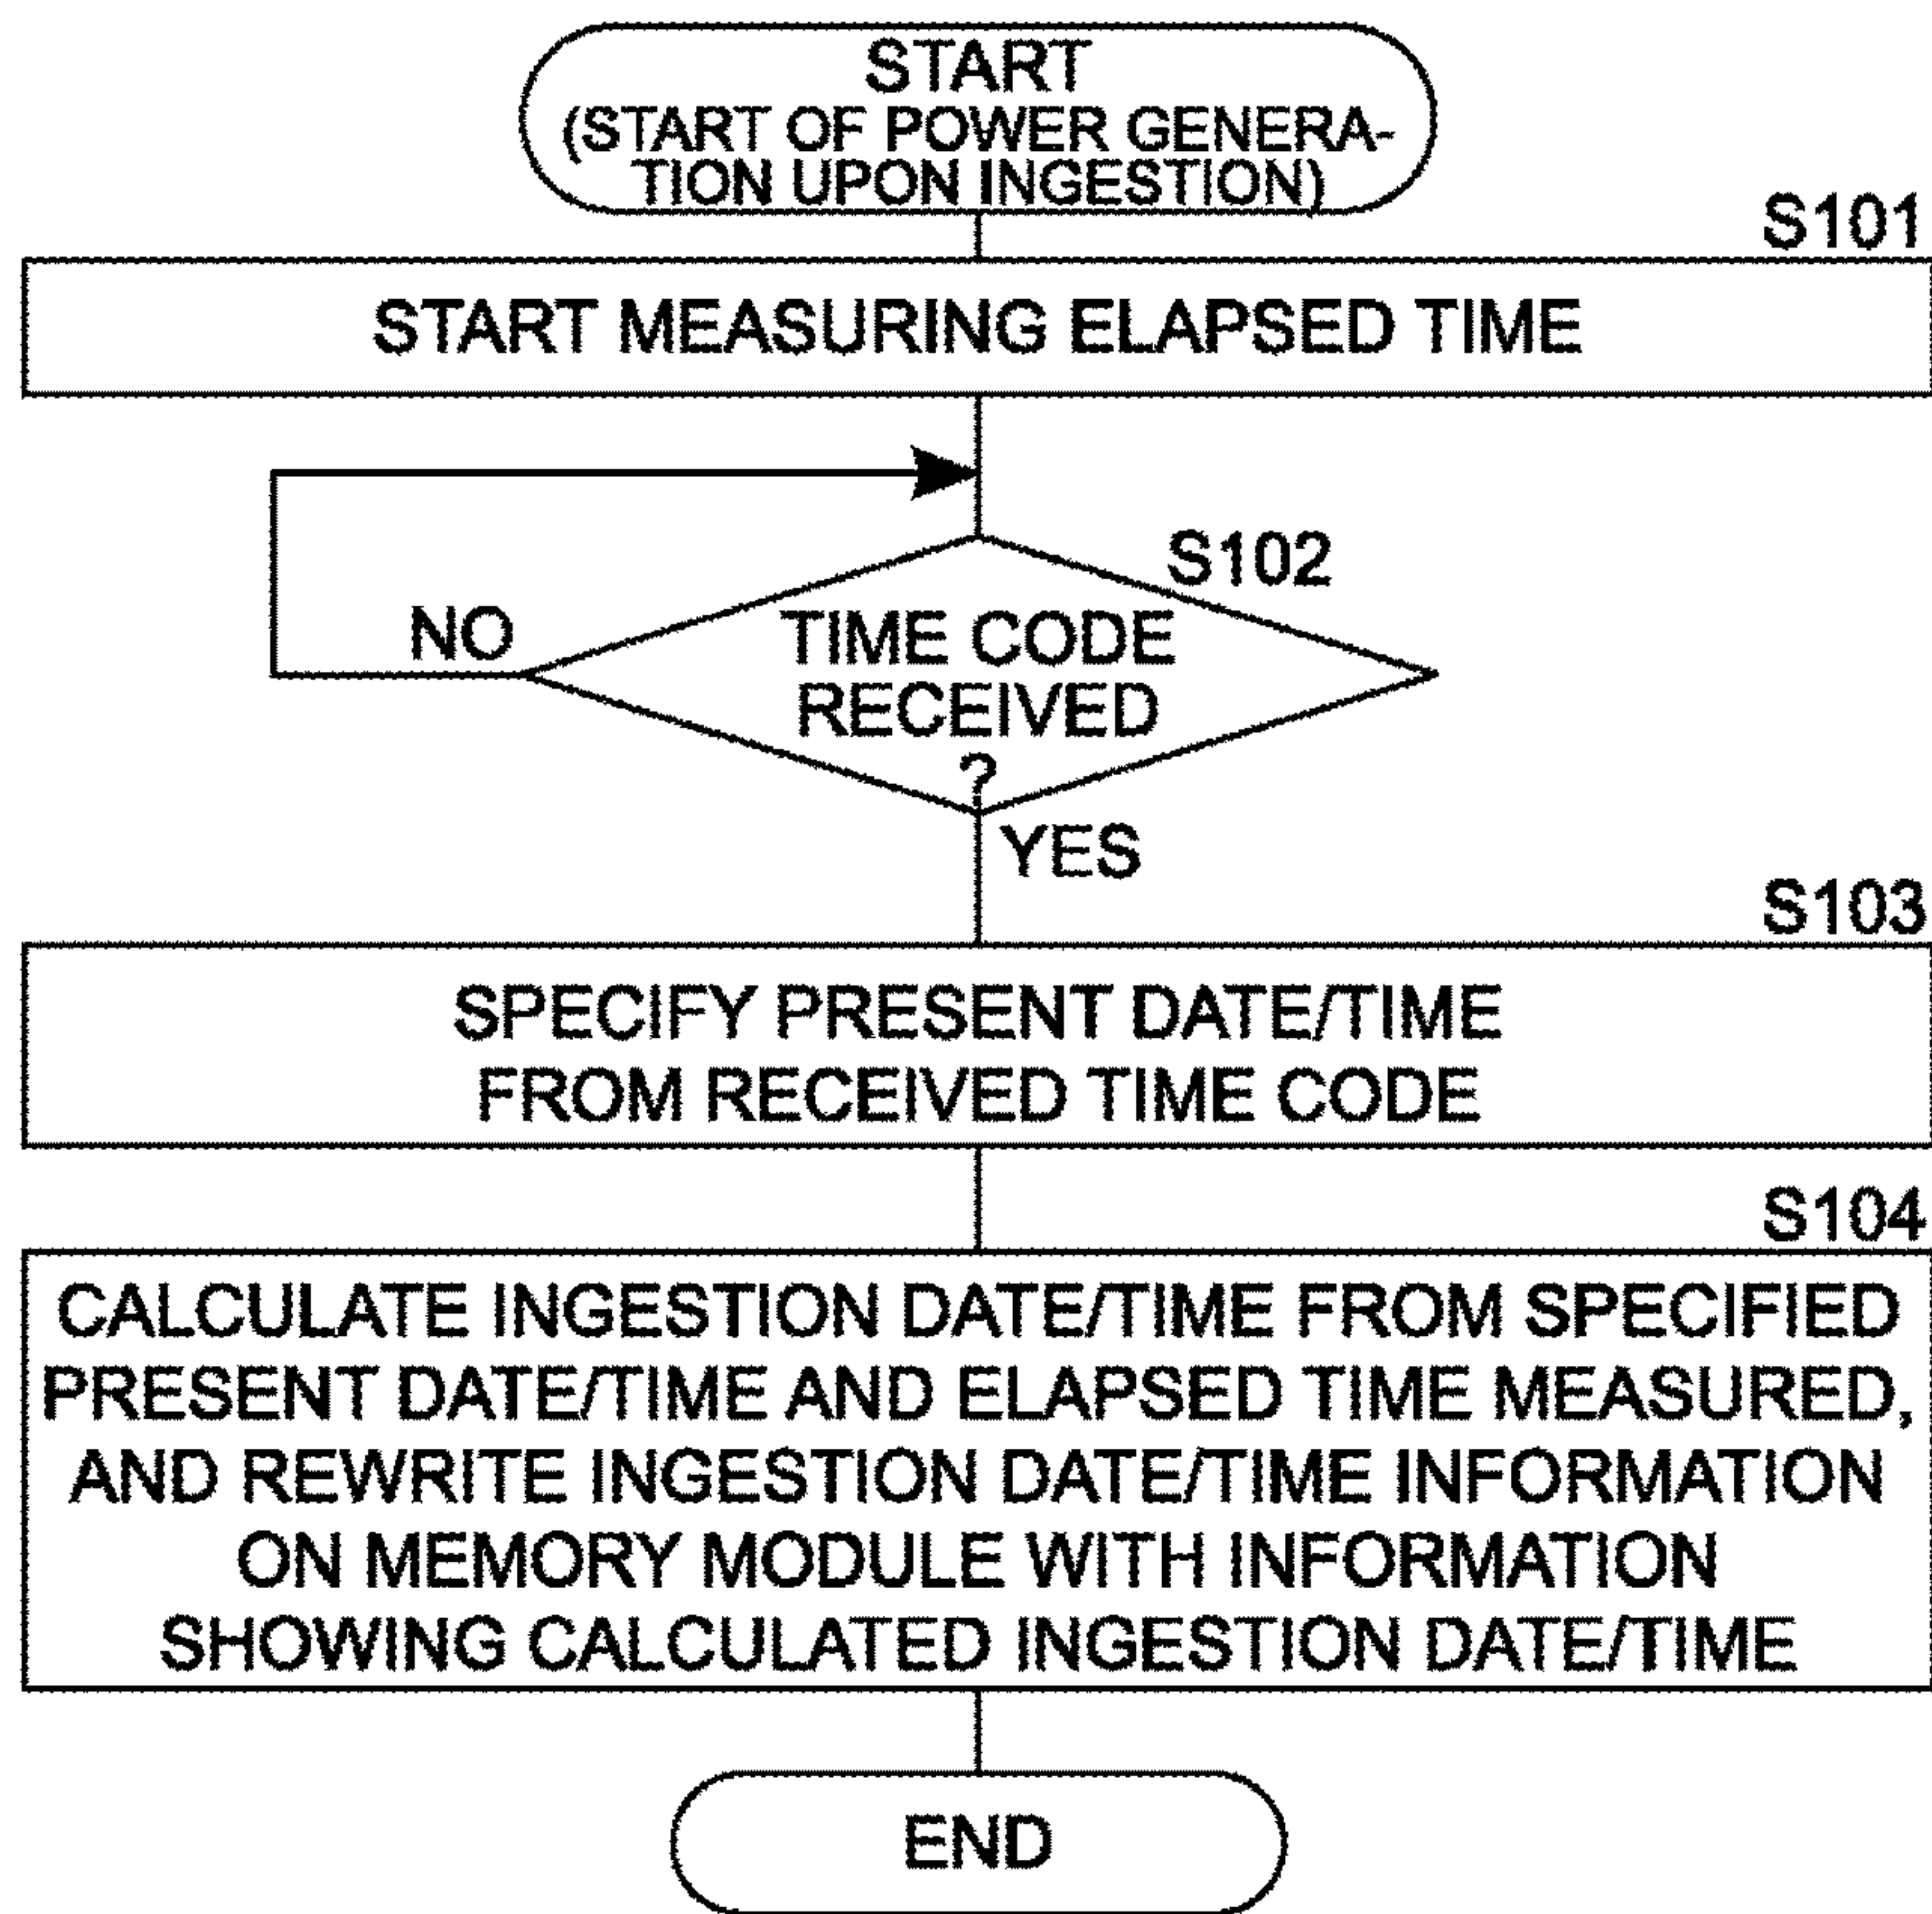 START
(START OF POWER GENERA-
TION UPON INGESTION)
S101
START MEASURING ELAPSED TIME
S102
NO
TIME CODE
RECEIVED
?
YES
S103
SPECIFY PRESENT DATE/TIME
FROM RECEIVED TIME CODE
S104
CALCULATE INGESTION DATE/TIME FROM SPECIFIED
PRESENT DATE/TIME AND ELAPSED TIME MEASURED,
AND REWRITE INGESTION DATE/TIME INFORMATION
ON MEMORY MODULE WITH INFORMATION
SHOWING CALCULATED INGESTION DATE/TIME
END